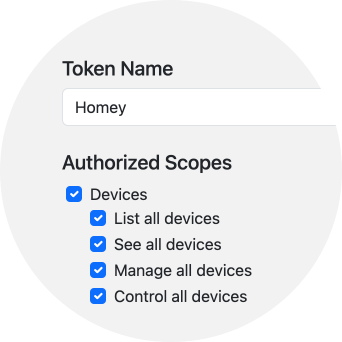 Token Name
Homey
Authorized Scopes
Devices
List all devices
See all devices
Manage all devices
Control all devices